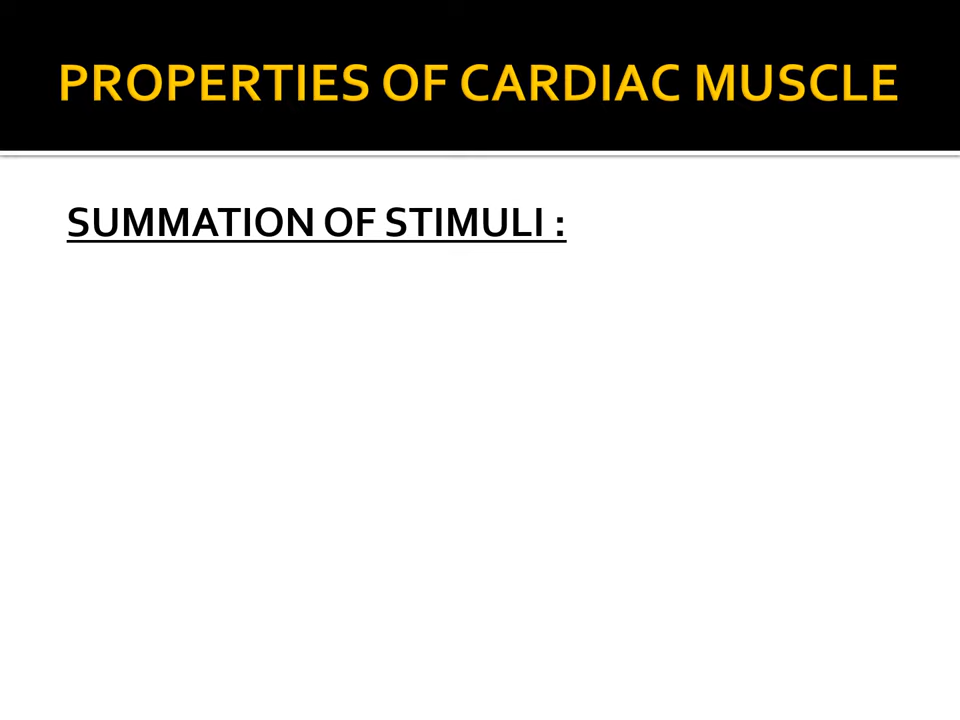 PROPERTIES OF CARDIAC MUSCLE
SUMMATION OF STIMULI :